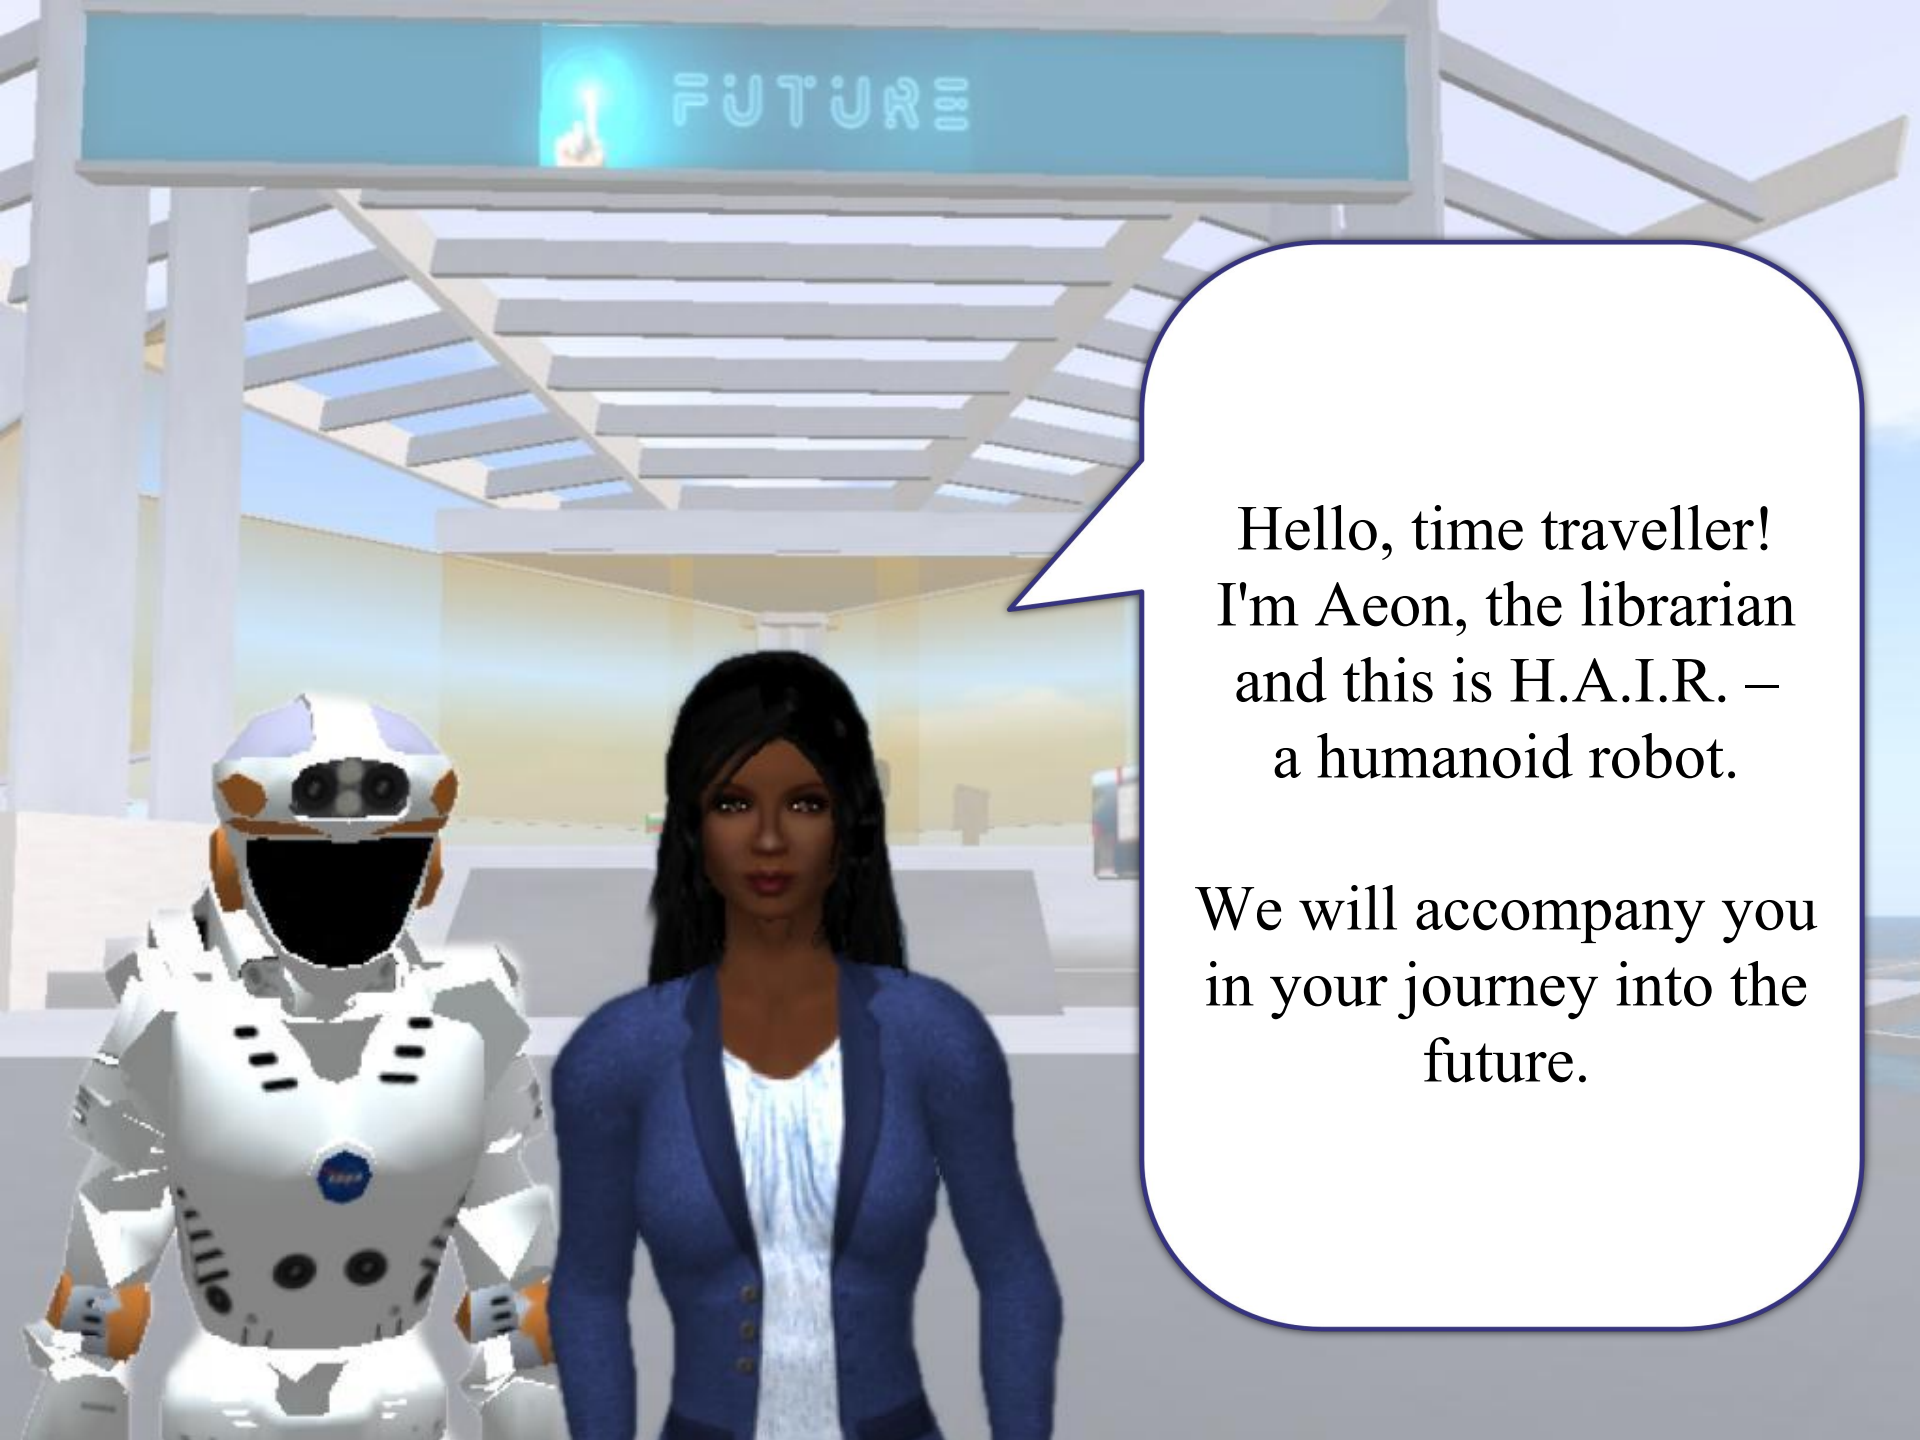 FUTURE
Hello, time traveller!
I'm Aeon, the librarian
and this is H.A.I.R. –
a humanoid robot.
We will accompany you
in your journey into the
future.